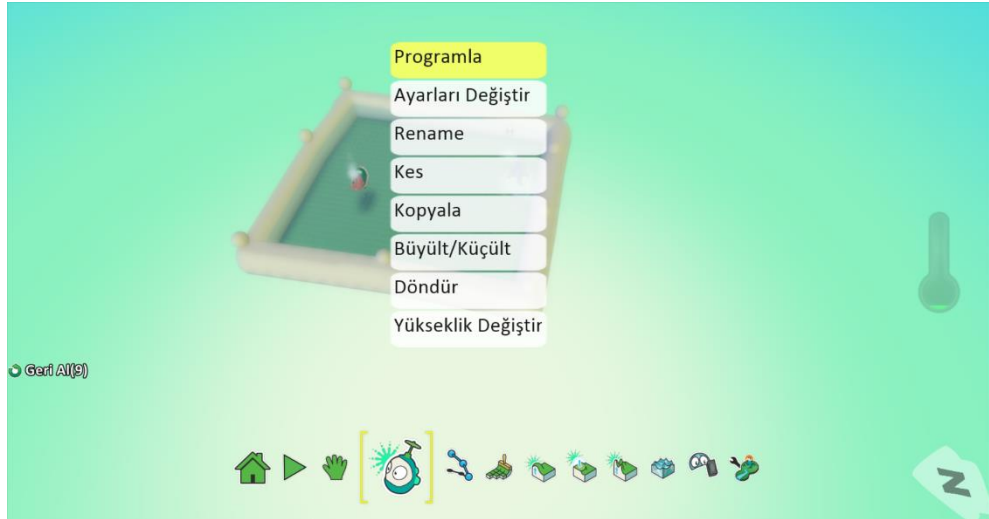 Programla
Ayarları Değiştir
Rename
Kes
Kopyala
Büyült/Küçült
Döndür
Yükseklik Değiştir
Geri Al(9)
Z